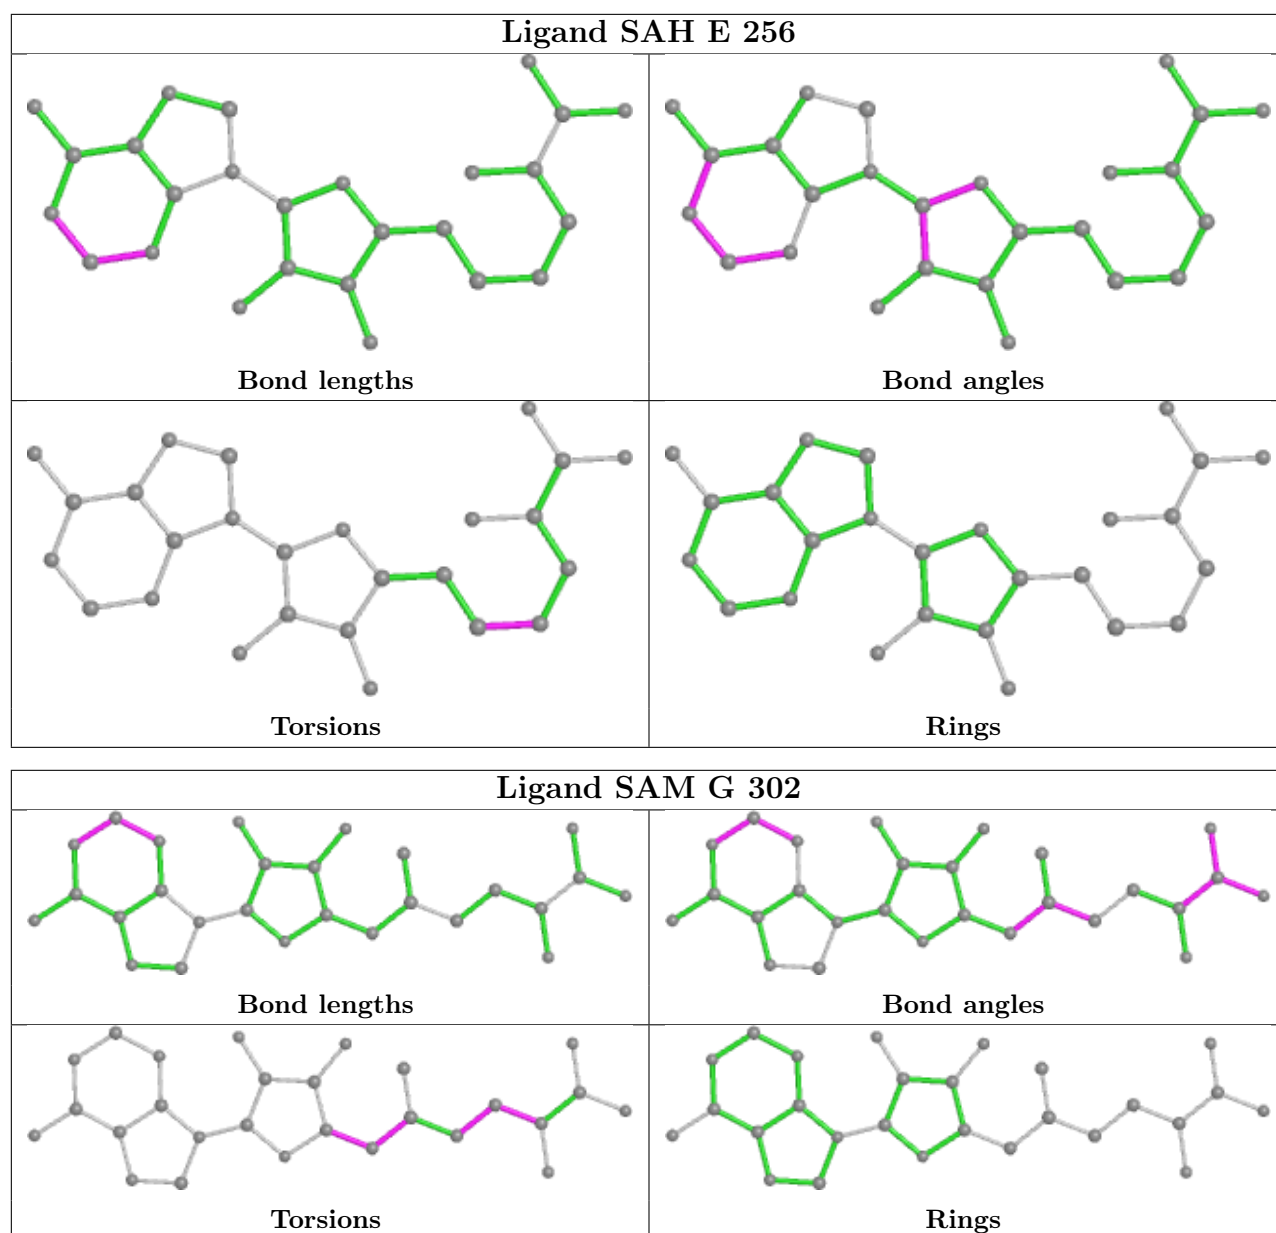 Ligand SAH E 256
Bond lengths
Bond angles
Torsions
Rings
Ligand SAM G 302
Bond lengths
Bond angles
Torsions
Rings